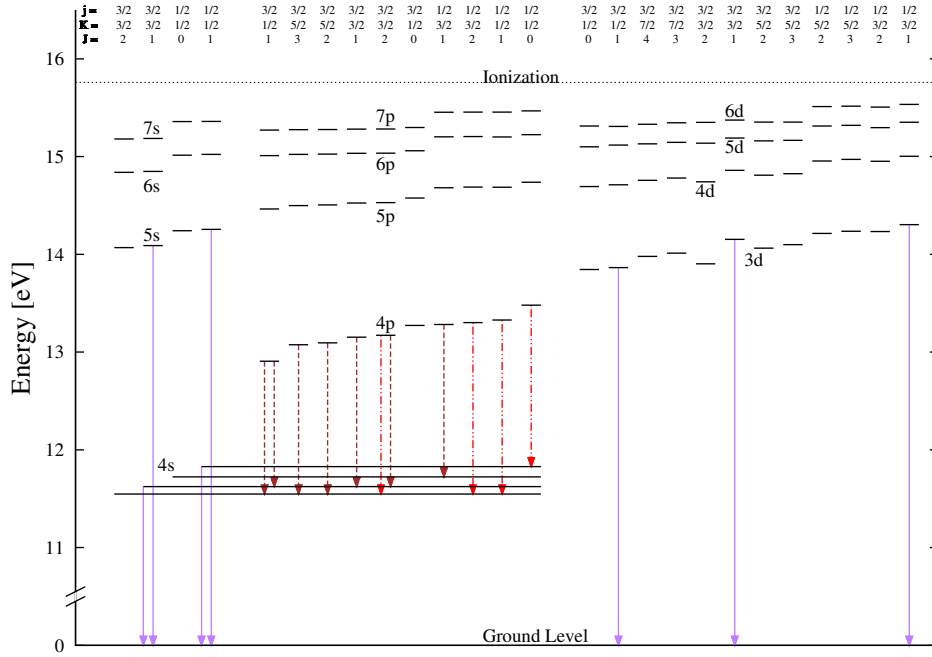 j = 3/2 3/2 1/2 1/2 3/2 3/2 3/2 3/2 3/2 3/2 1/2 1/2 1/2 1/2 3/2 3/2 3/2 3/2 3/2 3/2 3/2 3/2 1/2 1/2 1/2 1/2
K = 3/2 3/2 1/2 1/2 1/2 5/2 5/2 3/2 3/2 1/2 3/2 3/2 1/2 1/2 1/2 1/2 7/2 7/2 3/2 3/2 5/2 5/2 5/2 5/2 3/2 3/2
J = 2 1 0 1 1 3 2 1 2 0 1 2 1 0 0 1 4 3 2 1 2 3 2 3 2 1
16
Ionization
7s 7p 6d
15
6s 6p 5d
5s 5p 4d
14
3d
4p
13
12
4s
11
0
Ground Level
Energy [eV]